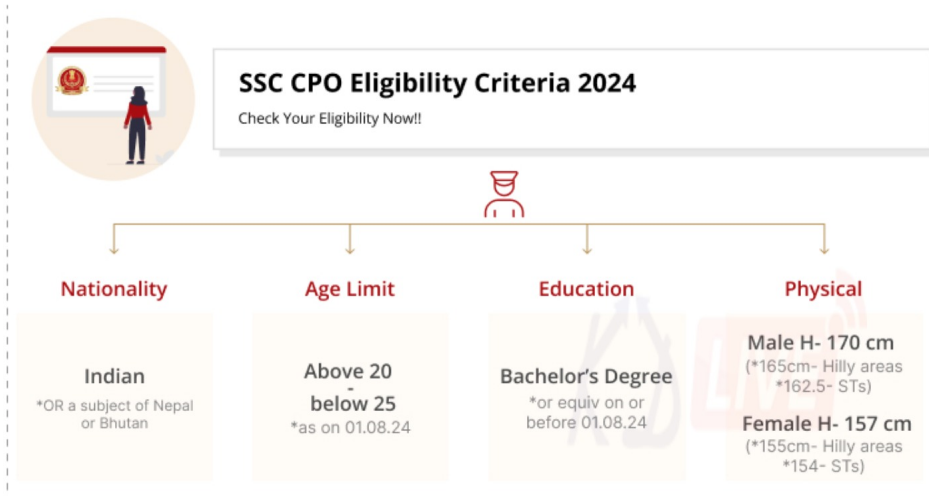 SSC CPO Eligibility Criteria 2024
Check Your Eligibility Now!!
Nationality
Indian
*OR a subject of Nepal
or Bhutan
Age Limit
Above 20
-
below 25
*as on 01.08.24
Education
Bachelor's Degree
*or equiv on or
before 01.08.24
Physical
Male H- 170 cm
(*165cm- Hilly areas
*162.5- STs)
Female H- 157 cm
(*155cm- Hilly areas
*154- STs)
KD
LIVE